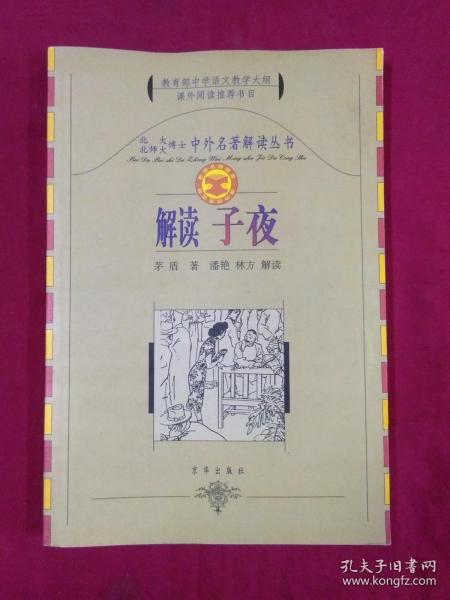 教育部中学语文教学大纲
课外阅读推荐书目
北大
北师大 博士 中外名著解读丛书
Bei Da Bei shi Da Zhong Wai Ming zhu Jie Du Cong Shu
解读 子夜
茅盾 著 潘艳 林方 解读
京华出版社
孔夫子旧书网
www.kongfz.com